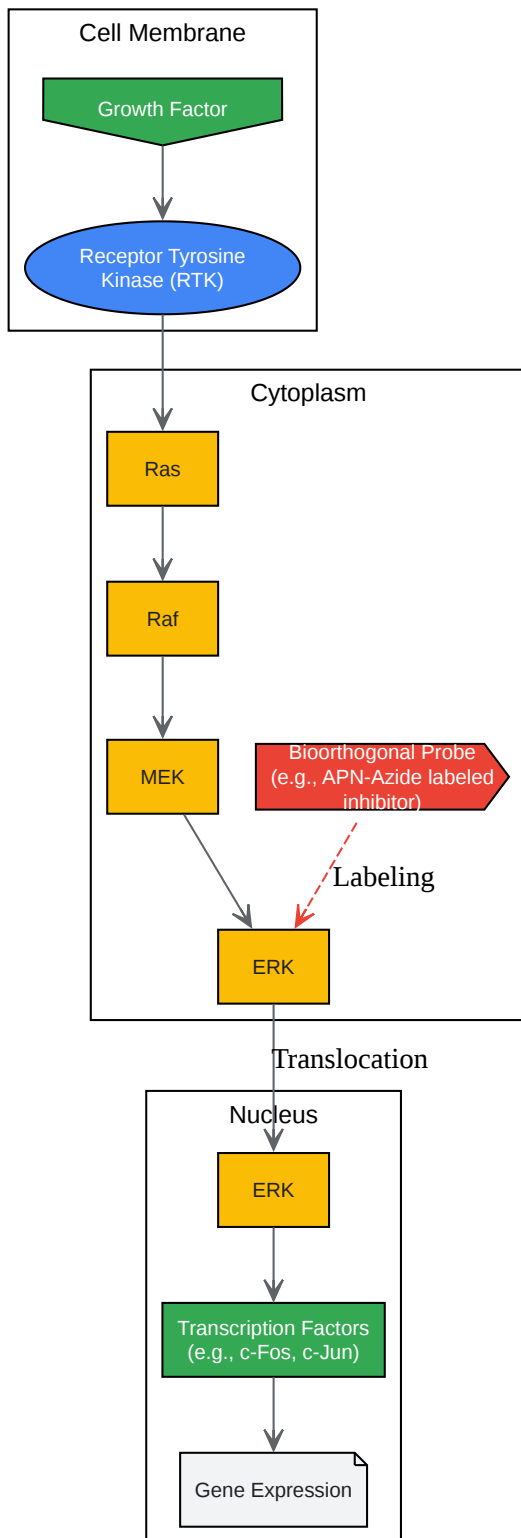 Cell Membrane
Growth Factor
Receptor Tyrosine
Kinase (RTK)
Cytoplasm
Ras
Raf
MEK
Bioorthogonal Probe
(e.g., APN-Azide labeled
inhibitor)
Labeling
ERK
Translocation
Nucleus
ERK
Transcription Factors
(e.g., c-Fos, c-Jun)
Gene Expression